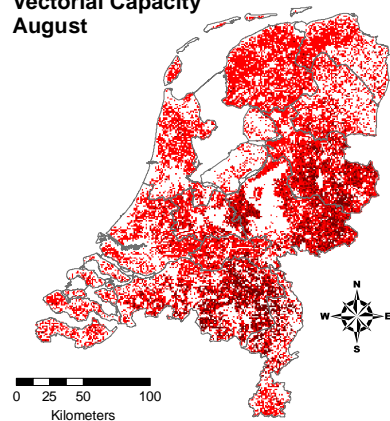 Vectorial Capacity
August
N
W E
S
0 25 50 100
Kilometers